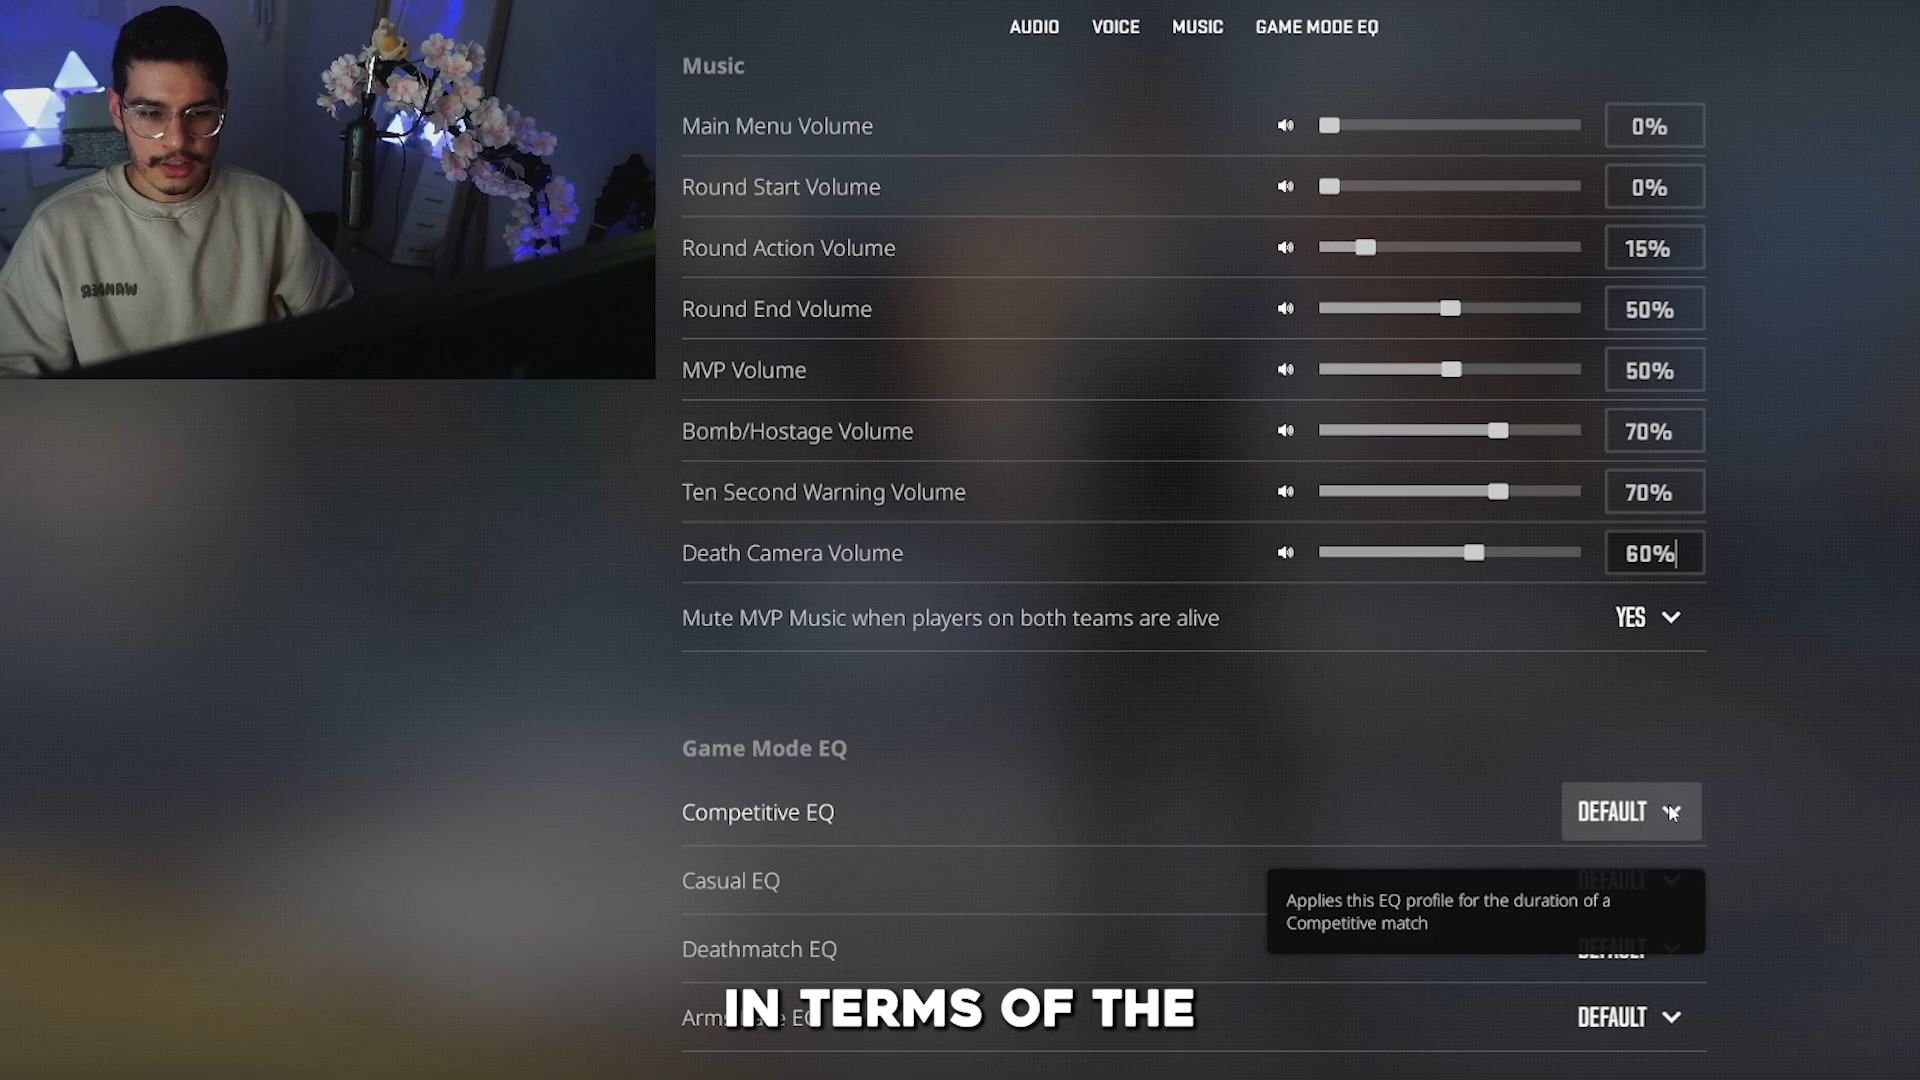 AUDIO VOICE MUSIC GAME MODE EQ
Music
Main Menu Volume 0%
Round Start Volume 0%
Round Action Volume 15%
Round End Volume 50%
MVP Volume 50%
Bomb/Hostage Volume 70%
Ten Second Warning Volume 70%
Death Camera Volume 60%
Mute MVP Music when players on both teams are alive YES
Game Mode EQ
Competitive EQ DEFAULT
Casual EQ DEFAULT
Applies this EQ profile for the duration of a
Competitive match
Deathmatch EQ DEFAULT
IN TERMS OF THE
DEFAULT
WANDER